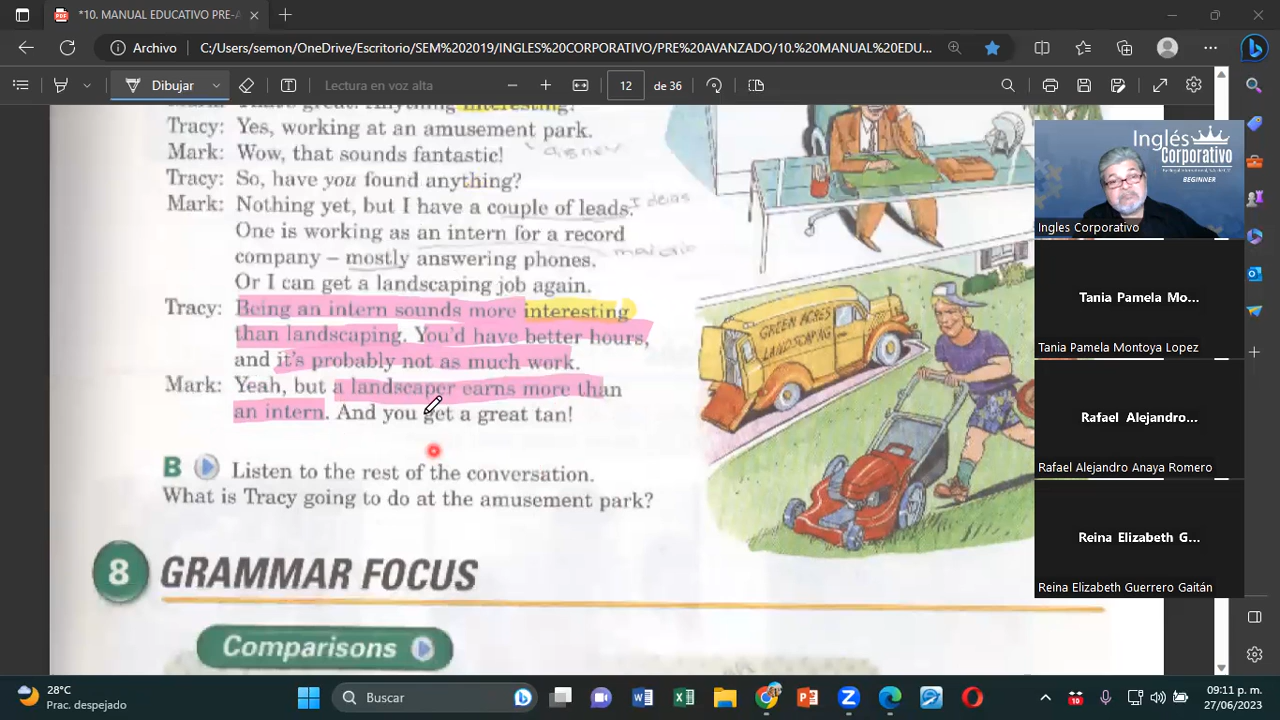 *10. MANUAL EDUCATIVO PRE-A
Archivo
C:/Users/semon/OneDrive/Escritorio/SEM%202019/INGLES%20CORPORATIVO/PRE%20AVANZADO/10.%20MANUAL%20EDU...
Dibujar
Lectura en voz alta
12 de 36
Mark: That's great! Anything interesting?
Tracy: Yes, working at an amusement park.
Mark: Wow, that sounds fantastic!
Disney
Tracy: So, have you found anything?
Mark: Nothing yet, but I have a couple of leads.
Ideas
One is working as an intern for a record
company – mostly answering phones.
Or I can get a landscaping job again.
Tracy: Being an intern sounds more interesting
than landscaping. You'd have better hours,
and it's probably not as much work.
Mark: Yeah, but a landscaper earns more than
an intern. And you get a great tan!
B Listen to the rest of the conversation.
What is Tracy going to do at the amusement park?
8 GRAMMAR FOCUS
Comparisons
GREEN ACRES
LANDSCAPING
Inglés
Corporativo
BEGINNER
Ingles Corporativo
Tania Pamela Mo...
Tania Pamela Montoya Lopez
Rafael Alejandro...
Rafael Alejandro Anaya Romero
Reina Elizabeth G...
Reina Elizabeth Guerrero Gaitán
28°C
Prac. despejado
Buscar
09:11 p. m.
27/06/2023